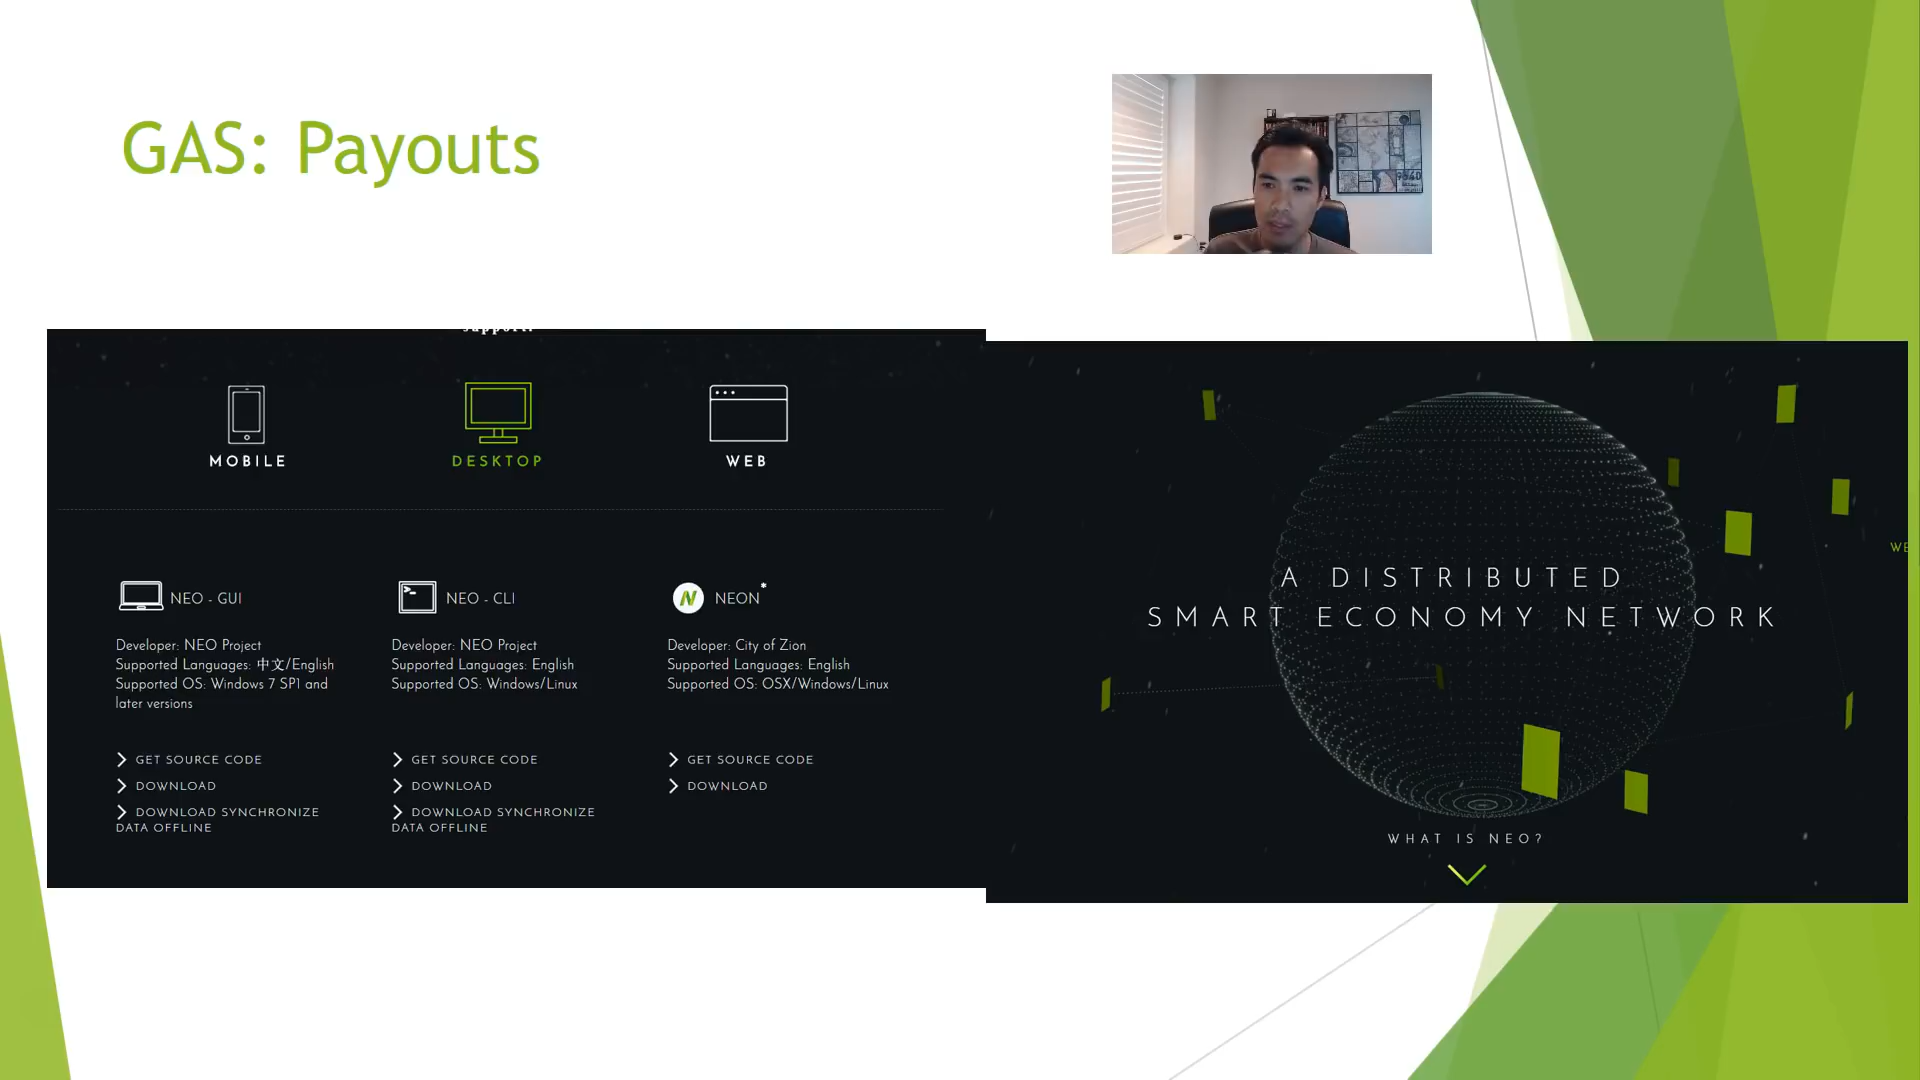 GAS: Payouts
support.
MOBILE
DESKTOP
WEB
NEO - GUI
Developer: NEO Project
Supported Languages: 中文/English
Supported OS: Windows 7 SP1 and
later versions
GET SOURCE CODE
DOWNLOAD
DOWNLOAD SYNCHRONIZE
DATA OFFLINE
NEO - CLI
Developer: NEO Project
Supported Languages: English
Supported OS: Windows/Linux
GET SOURCE CODE
DOWNLOAD
DOWNLOAD SYNCHRONIZE
DATA OFFLINE
NEON*
Developer: City of Zion
Supported Languages: English
Supported OS: OSX/Windows/Linux
GET SOURCE CODE
DOWNLOAD
A DISTRIBUTED
SMART ECONOMY NETWORK
WHAT IS NEO?